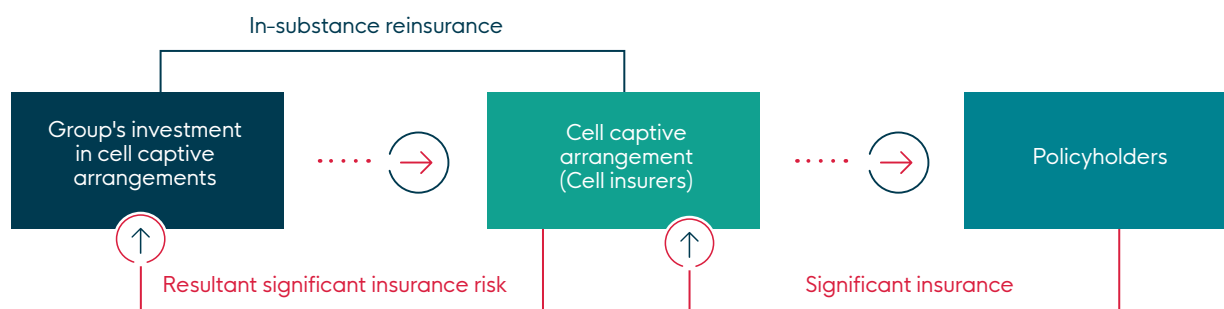 In-substance reinsurance
Group's investment
in cell captive
arrangements
Cell captive
arrangement
(Cell insurers)
Policyholders
Resultant significant insurance risk
Significant insurance